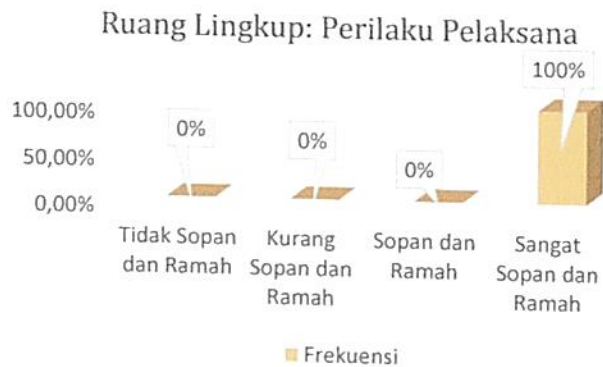 Ruang Lingkup: Perilaku Pelaksana
100%
100,00%
50,00%
0,00%
0%
0%
0%
Tidak Sopan
dan Ramah
Kurang
Sopan dan
Ramah
Sopan dan
Ramah
Sangat
Sopan dan
Ramah
Frekuensi